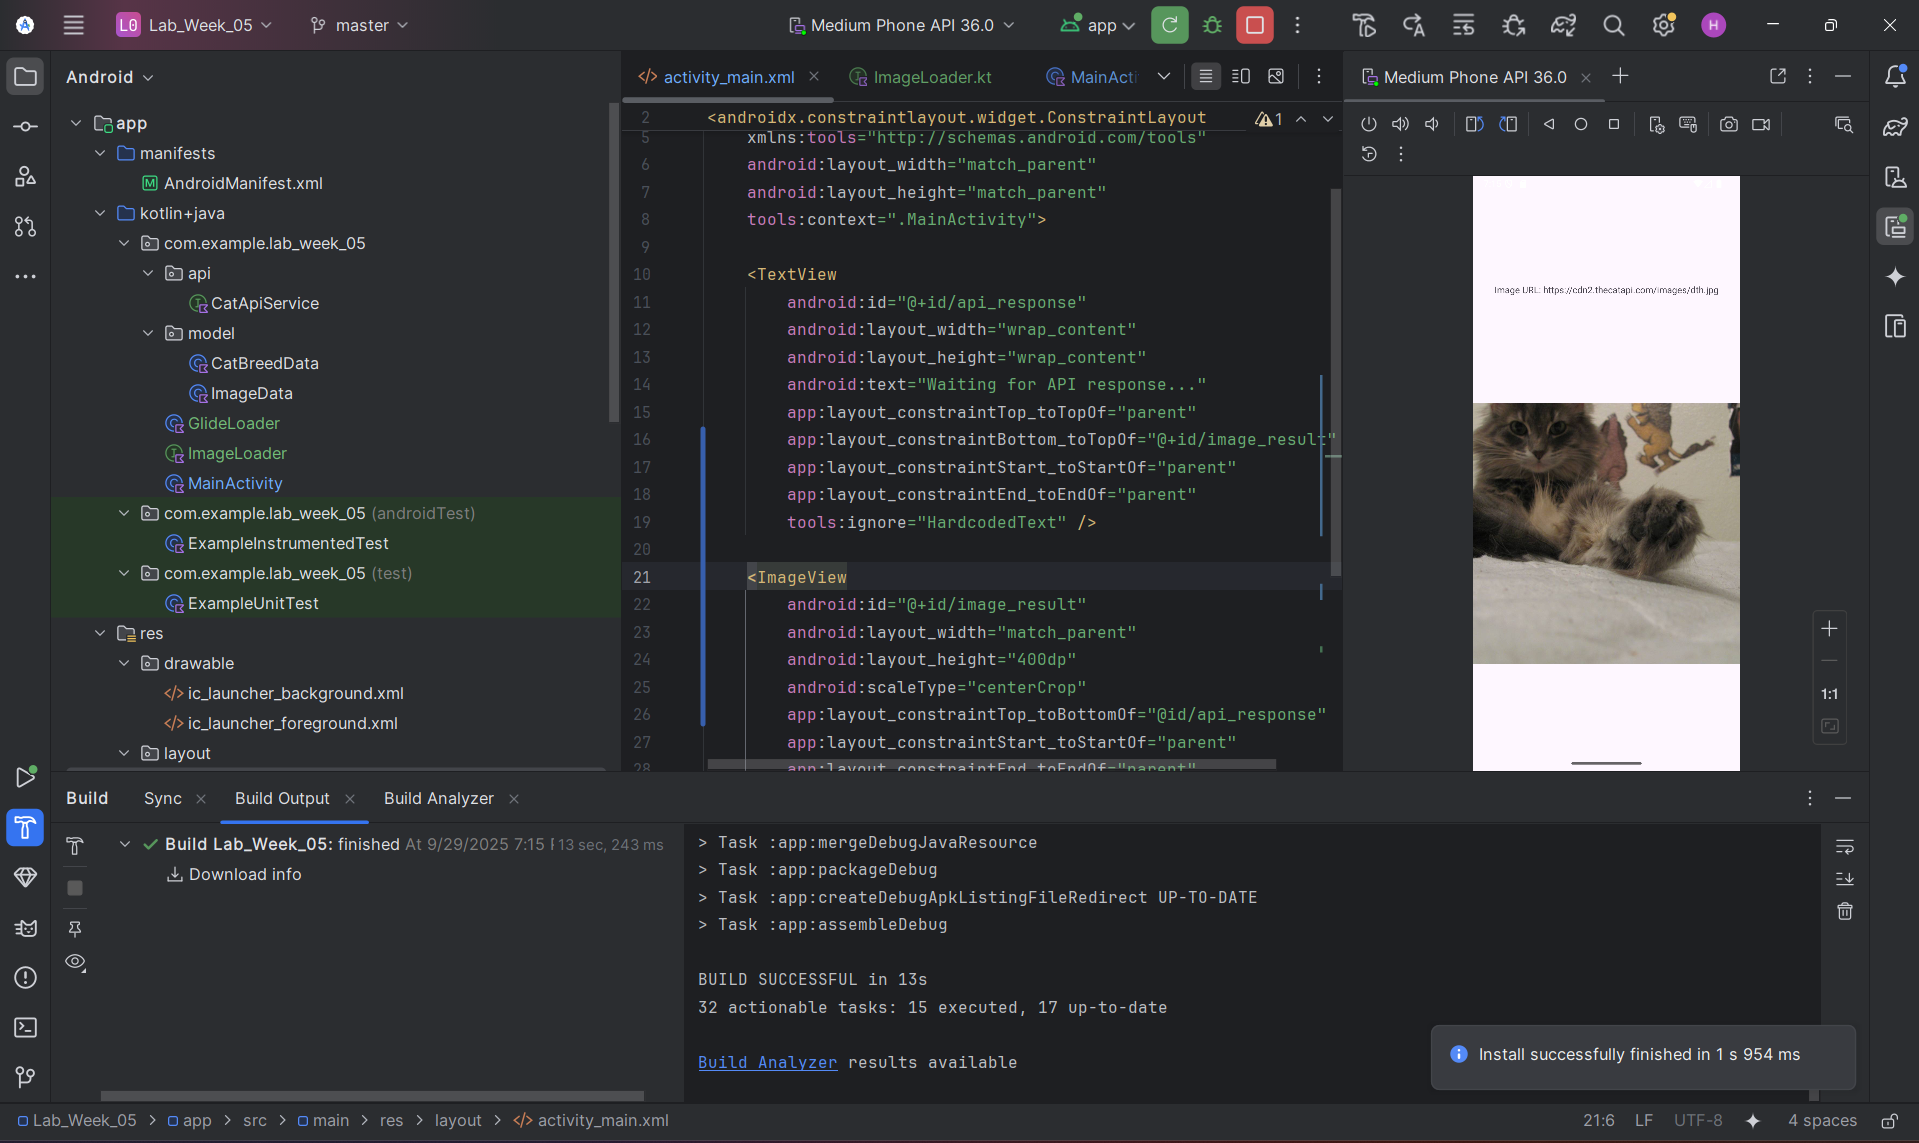 L0 Lab_Week_05
master
Medium Phone API 36.0
app
H
Android
app
manifests
AndroidManifest.xml
kotlin+java
com.example.lab_week_05
api
CatApiService
model
CatBreedData
ImageData
GlideLoader
ImageLoader
MainActivity
com.example.lab_week_05 (androidTest)
ExampleInstrumentedTest
com.example.lab_week_05 (test)
ExampleUnitTest
res
drawable
ic_launcher_background.xml
ic_launcher_foreground.xml
layout
activity_main.xml
ImageLoader.kt
MainActi
2 <androidx.constraintlayout.widget.ConstraintLayout
1
5 xmlns:tools="http://schemas.android.com/tools"
6 android:layout_width="match_parent"
7 android:layout_height="match_parent"
8 tools:context=".MainActivity">
9
10 <TextView
11 android:id="@+id/api_response"
12 android:layout_width="wrap_content"
13 android:layout_height="wrap_content"
14 android:text="Waiting for API response..."
15 app:layout_constraintTop_toTopOf="parent"
16 app:layout_constraintBottom_toTopOf="@+id/image_result"
17 app:layout_constraintStart_toStartOf="parent"
18 app:layout_constraintEnd_toEndOf="parent"
19 tools:ignore="HardcodedText" />
20
21 <ImageView
22 android:id="@+id/image_result"
23 android:layout_width="match_parent"
24 android:layout_height="400dp"
25 android:scaleType="centerCrop"
26 app:layout_constraintTop_toBottomOf="@id/api_response"
27 app:layout_constraintStart_toStartOf="parent"
28 app:layout_constraintEnd_toEndOf="parent"
Medium Phone API 36.0
Image URL: https://cdn2.thecatapi.com/images/dth.jpg
1:1
Build
Sync
Build Output
Build Analyzer
Build Lab_Week_05: finished At 9/29/2025 7:15 13 sec, 243 ms
Download info
> Task :app:mergeDebugJavaResource
> Task :app:packageDebug
> Task :app:createDebugApkListingFileRedirect UP-TO-DATE
> Task :app:assembleDebug
BUILD SUCCESSFUL in 13s
32 actionable tasks: 15 executed, 17 up-to-date
Build Analyzer results available
Install successfully finished in 1 s 954 ms
Lab_Week_05 > app > src > main > res > layout > activity_main.xml
21:6 LF UTF-8 4 spaces